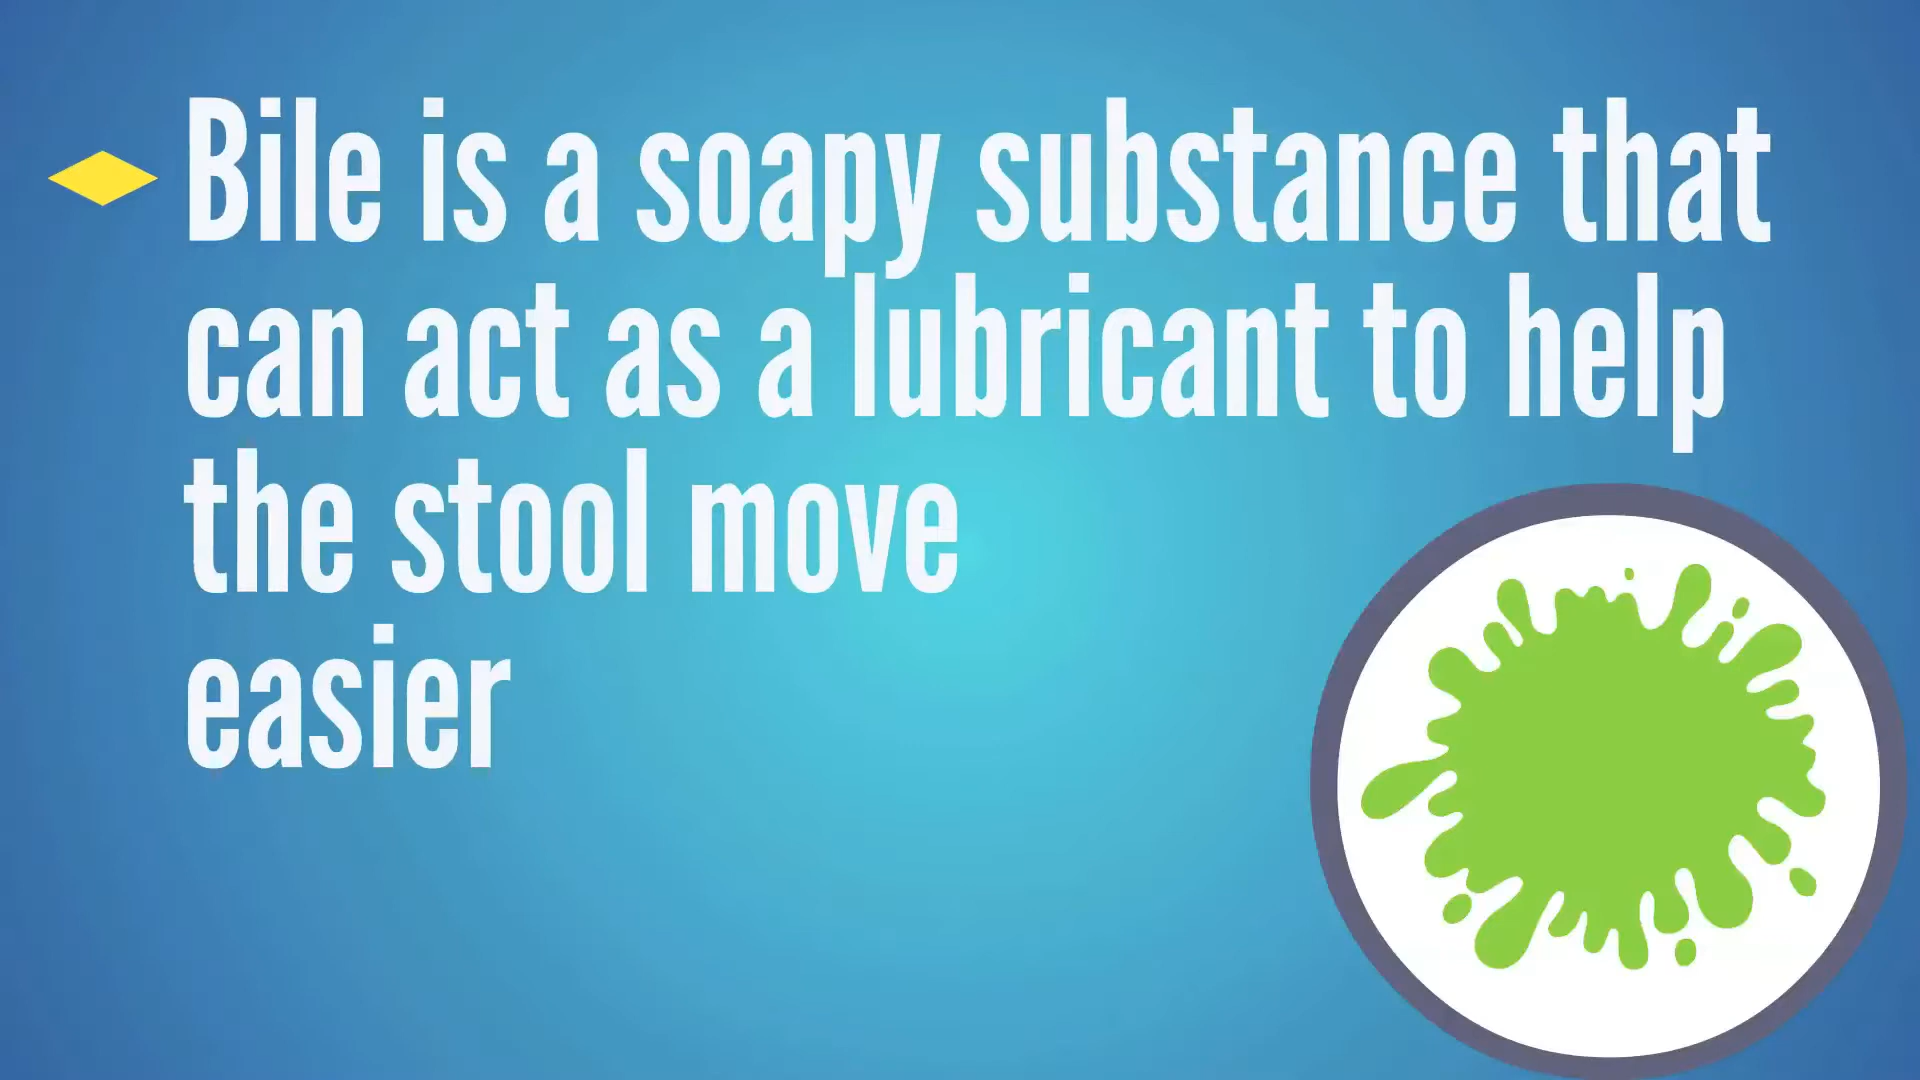 Bile is a soapy substance that
can act as a lubricant to help
the stool move
easier